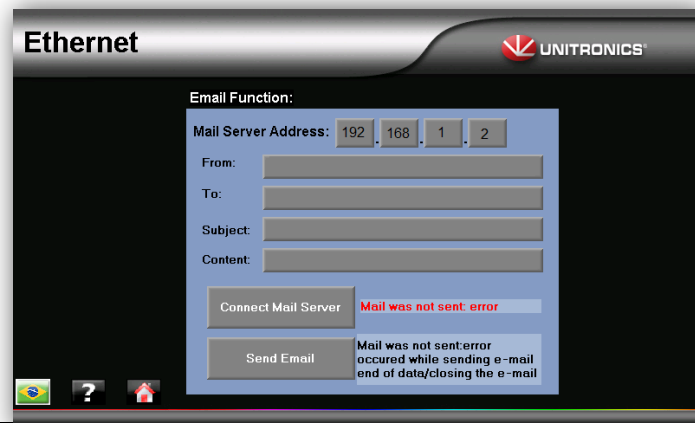 Ethernet
UNITRONICS®
Email Function:
Mail Server Address: 192 . 168 . 1 . 2
From:
To:
Subject:
Content:
Connect Mail Server
Mail was not sent: error
Send Email
Mail was not sent:error
occured while sending e-mail
end of data/closing the e-mail
?